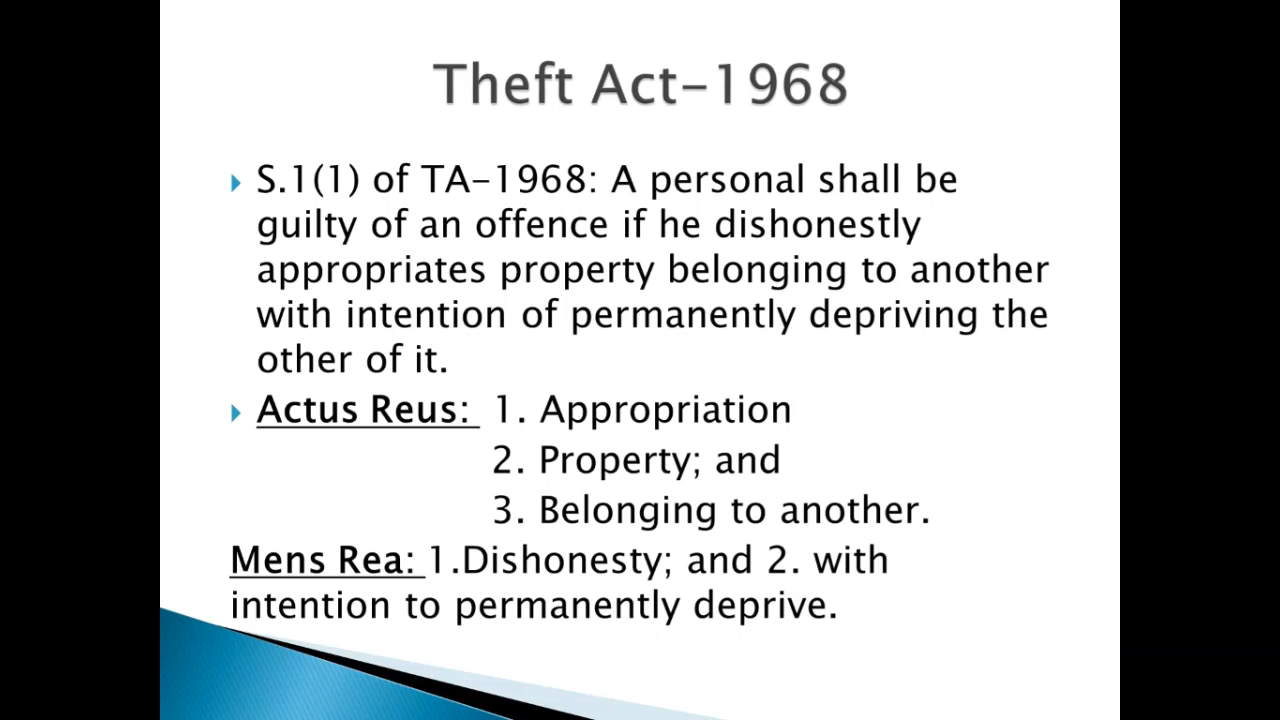 Theft Act-1968
S.1(1) of TA-1968: A personal shall be
guilty of an offence if he dishonestly
appropriates property belonging to another
with intention of permanently depriving the
other of it.
Actus Reus: 1. Appropriation
2. Property; and
3. Belonging to another.
Mens Rea: 1.Dishonesty; and 2. with
intention to permanently deprive.